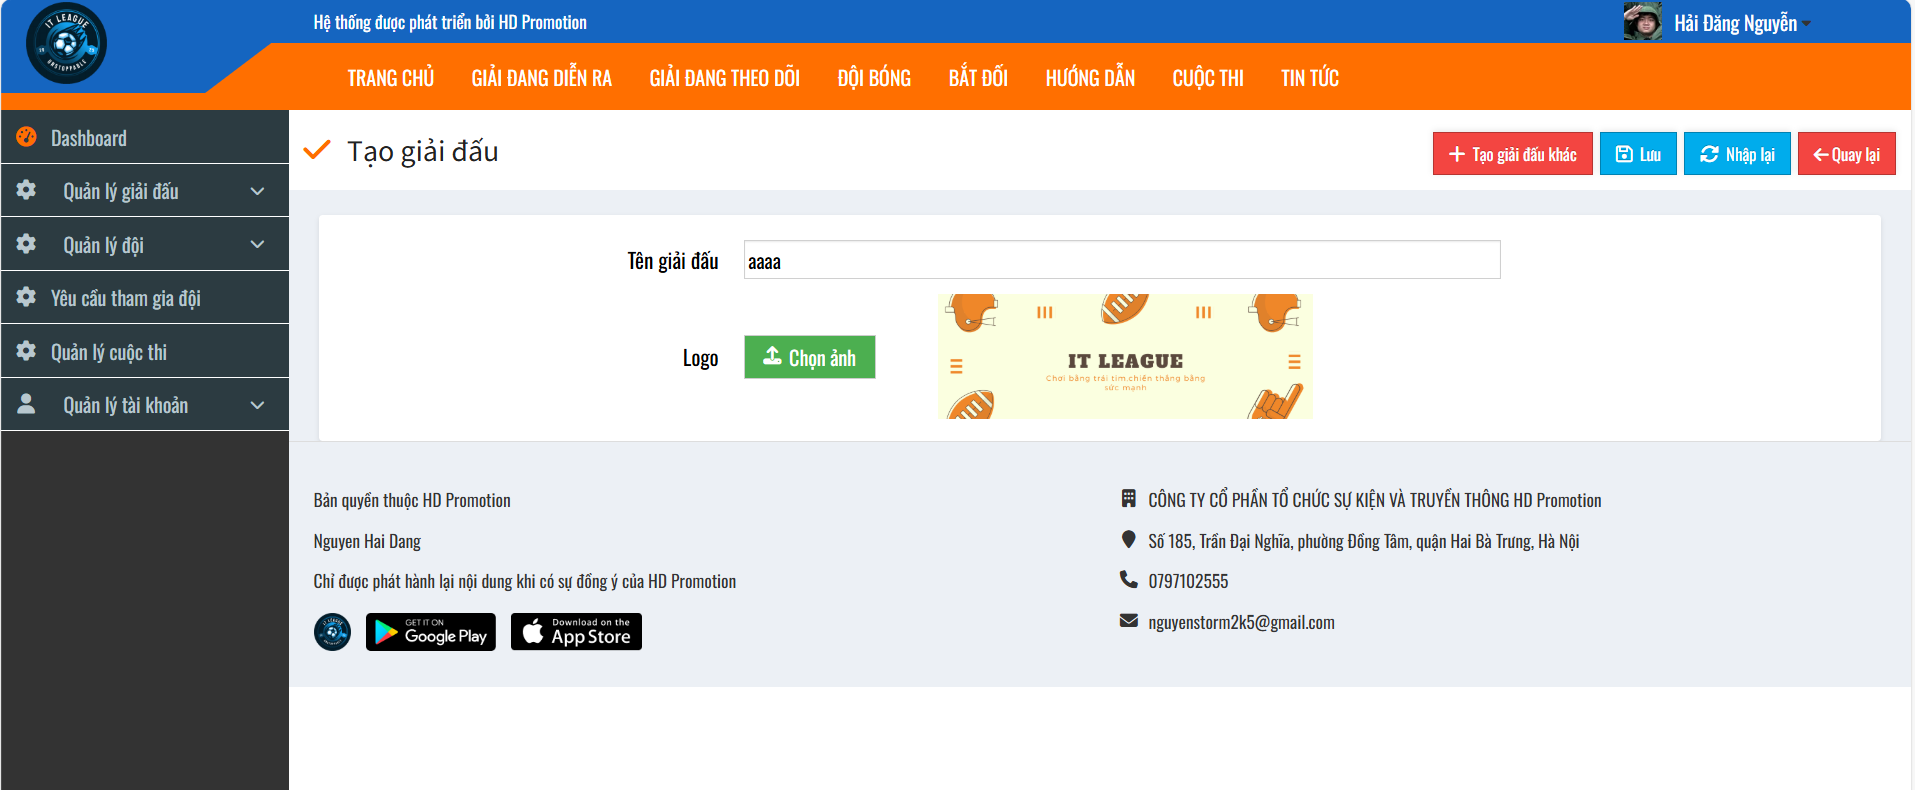 IT LEAGUE
UNSTOPPABLE
Hệ thống được phát triển bởi HD Promotion
Hải Đăng Nguyễn
TRANG CHỦ GIẢI ĐANG DIỄN RA GIẢI ĐANG THEO DÕI ĐỘI BÓNG BẮT ĐỐI HƯỚNG DẪN CUỘC THI TIN TỨC
Dashboard
Quản lý giải đấu
Quản lý đội
Yêu cầu tham gia đội
Quản lý cuộc thi
Quản lý tài khoản
Tạo giải đấu
Tạo giải đấu khác Lưu Nhập lại Quay lại
Tên giải đấu aaaa
Logo Chọn ảnh
IT LEAGUE
Chơi bằng trái tim,chiến thắng bằng
sức mạnh
Bản quyền thuộc HD Promotion
Nguyen Hai Dang
Chỉ được phát hành lại nội dung khi có sự đồng ý của HD Promotion
GET IT ON
Google Play
Download on the
App Store
CÔNG TY CỔ PHẦN TỔ CHỨC SỰ KIỆN VÀ TRUYỀN THÔNG HD Promotion
Số 185, Trần Đại Nghĩa, phường Đồng Tâm, quận Hai Bà Trưng, Hà Nội
0797102555
nguyenstorm2k5@gmail.com